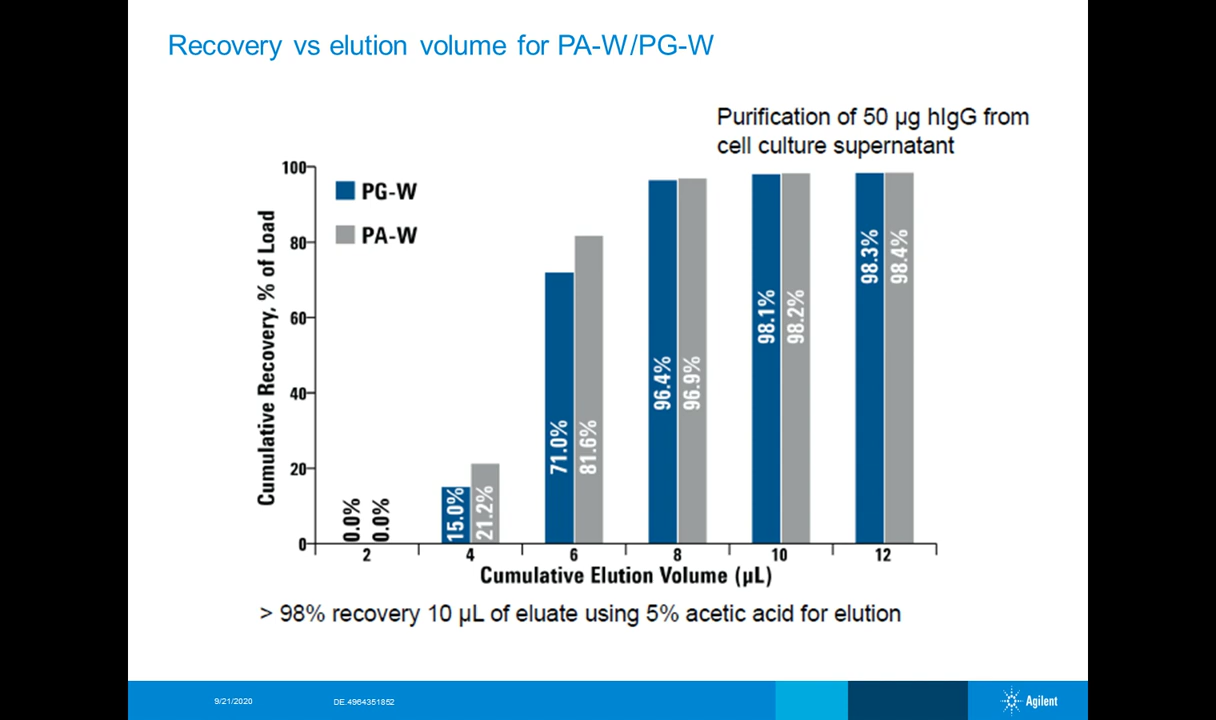 Recovery vs elution volume for PA-W/PG-W
Purification of 50 µg hIgG from
cell culture supernatant
PG-W
PA-W
Cumulative Recovery, % of Load
100
80
60
40
20
0
0.0%
0.0%
15.0%
21.2%
71.0%
81.6%
96.4%
96.9%
98.1%
98.2%
98.3%
98.4%
2
4
6
8
10
12
Cumulative Elution Volume (µL)
> 98% recovery 10 µL of eluate using 5% acetic acid for elution
9/21/2020
DE.4964351852
Agilent